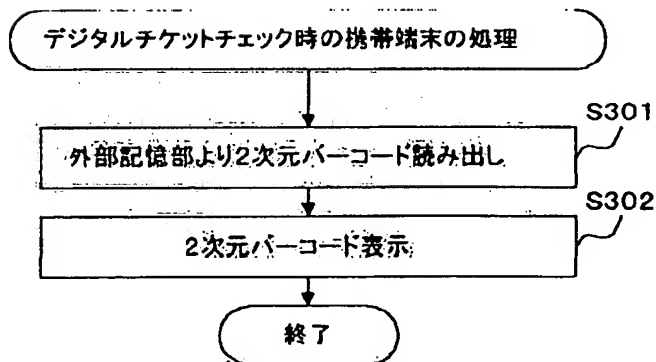 デジタルチケットチェック時の携帯端末の処理
S301
外部記憶部より2次元バーコード読み出し
S302
2次元バーコード表示
終了